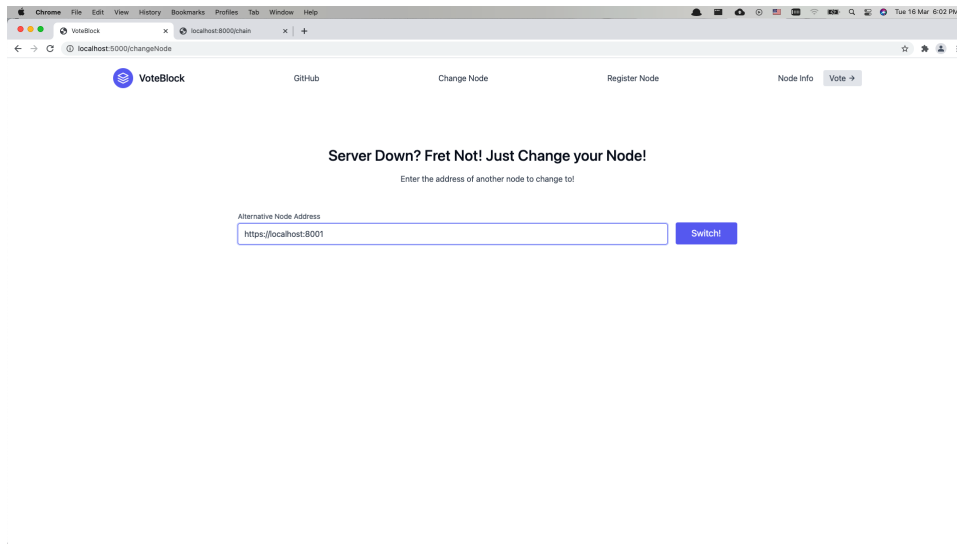 Chrome File Edit View History Bookmarks Profiles Tab Window Help Tue 16 Mar 6:02 PM
VoteBlock × localhost:8000/chain × +
localhost:5000/changeNode
VoteBlock GitHub Change Node Register Node Node Info Vote →
Server Down? Fret Not! Just Change your Node!
Enter the address of another node to change to!
Alternative Node Address
https://localhost:8001 Switch!